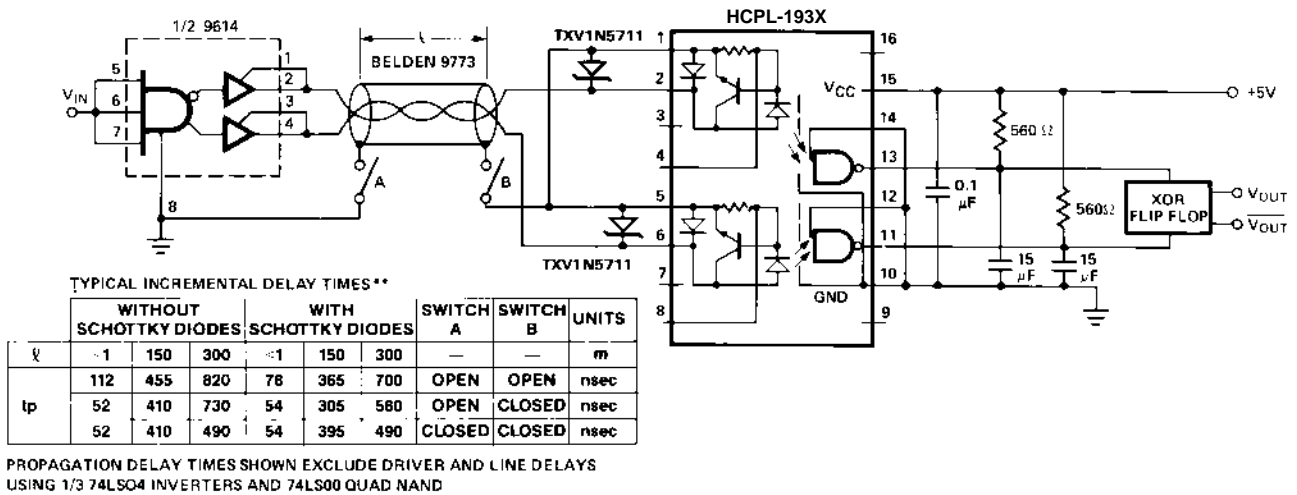 HCPL-193X
1/2 9614
TXV1N5711
BELDEN 9773
ℓ
V_IN
5
6
7
1
2
3
4
8
A
B
1
2
3
4
5
6
7
8
TXV1N5711
16
V_CC
15
14
13
12
11
GND
10
9
+5V
560 Ω
0.1
µF
560Ω
XOR
FLIP FLOP
V_OUT
V̅_OUT
15
µF
15
µF
TYPICAL INCREMENTAL DELAY TIMES**
WITHOUT SCHOTTKY DIODES WITH SCHOTTKY DIODES SWITCH A SWITCH B UNITS
ℓ <1 150 300 <1 150 300 — — m
tp 112 455 820 76 365 700 OPEN OPEN nsec
52 410 730 54 305 560 OPEN CLOSED nsec
52 410 490 54 395 490 CLOSED CLOSED nsec
PROPAGATION DELAY TIMES SHOWN EXCLUDE DRIVER AND LINE DELAYS
USING 1/3 74LSO4 INVERTERS AND 74LS00 QUAD NAND